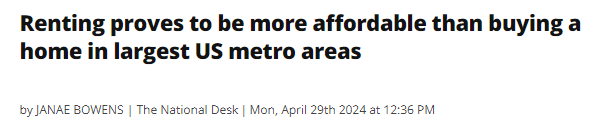 Renting proves to be more affordable than buying a
home in largest US metro areas
by JANAE BOWENS | The National Desk | Mon, April 29th 2024 at 12:36 PM